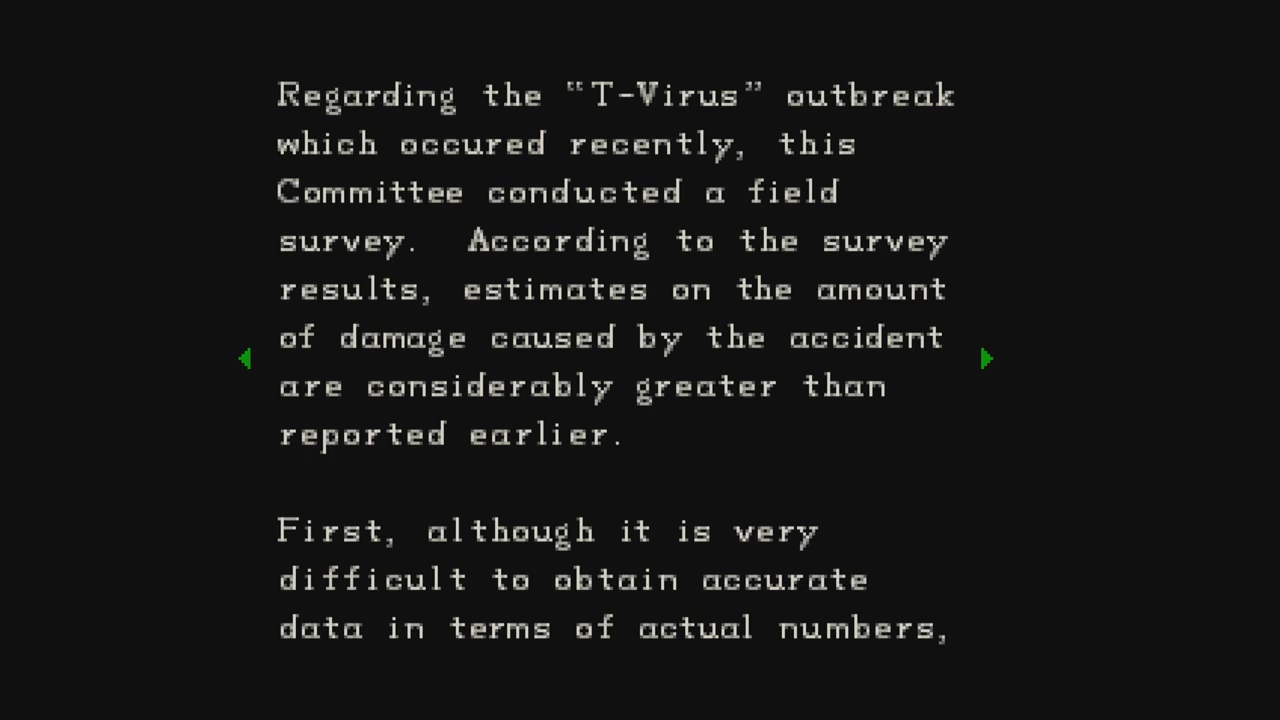 Regarding the “T-Virus” outbreak
which occured recently, this
Committee conducted a field
survey.  According to the survey
results, estimates on the amount
of damage caused by the accident
are considerably greater than
reported earlier.
First, although it is very
difficult to obtain accurate
data in terms of actual numbers,